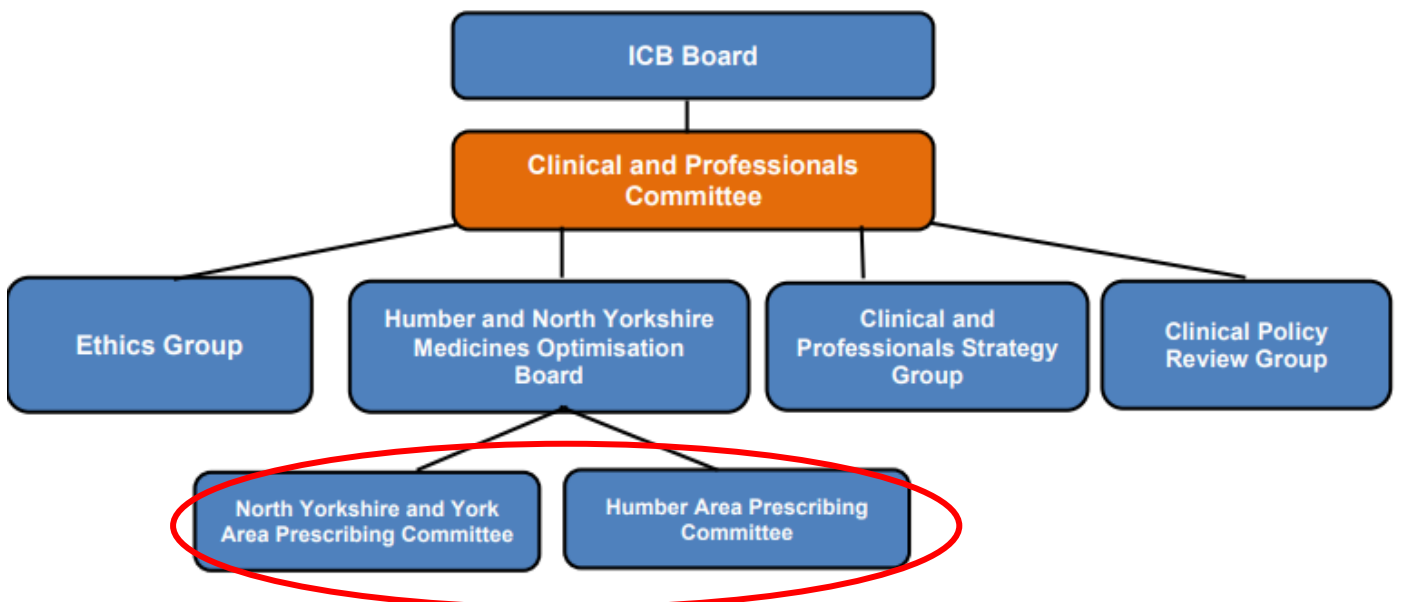 ICB Board
Clinical and Professionals
Committee
Ethics Group
Humber and North Yorkshire
Medicines Optimisation
Board
Clinical and
Professionals Strategy
Group
Clinical Policy
Review Group
North Yorkshire and York
Area Prescribing Committee
Humber Area Prescribing
Committee